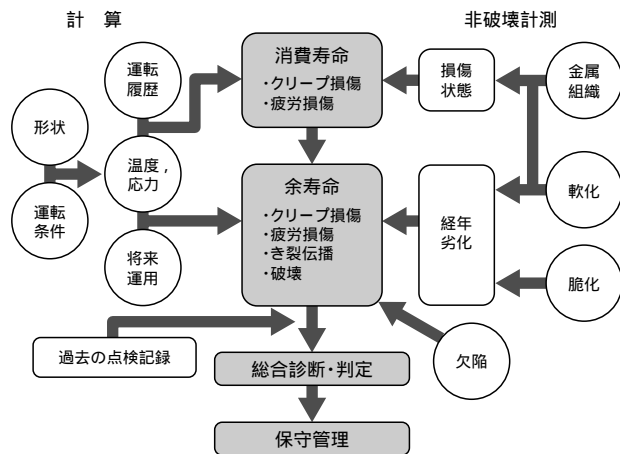 計 算
非破壊計測
運転
履歴
消費寿命
・クリープ損傷
・疲労損傷
損傷
状態
金属
組織
形状
温度，
応力
運転
条件
将来
運用
余寿命
・クリープ損傷
・疲労損傷
・き裂伝播
・破壊
経年
劣化
軟化
脆化
過去の点検記録
欠陥
総合診断・判定
保守管理